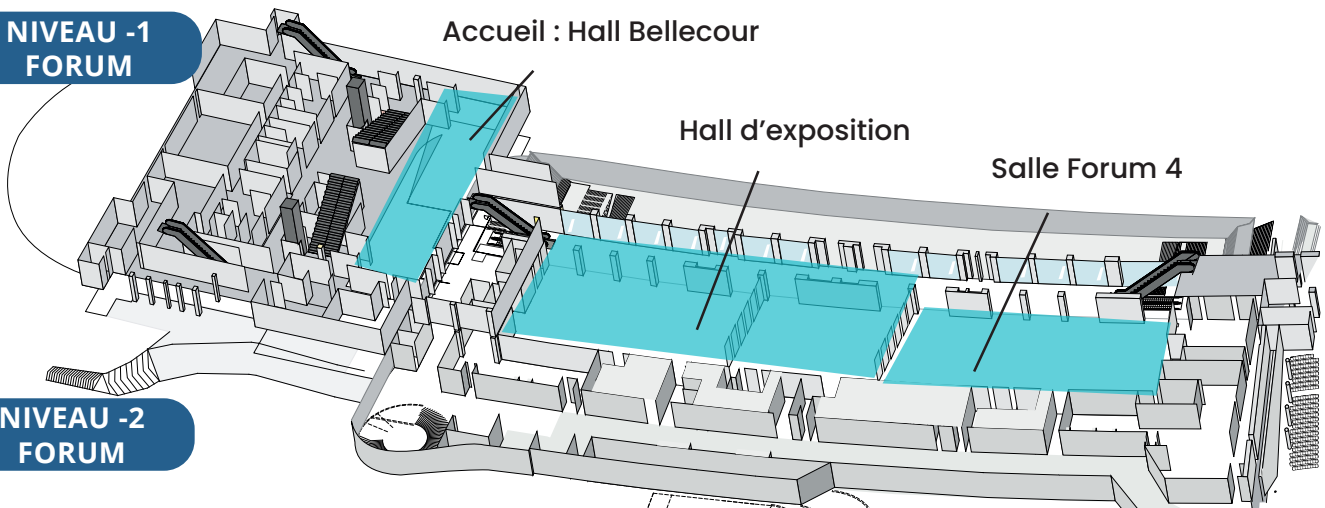 NIVEAU -1
FORUM
Accueil : Hall Bellecour
Hall d’exposition
Salle Forum 4
NIVEAU -2
FORUM